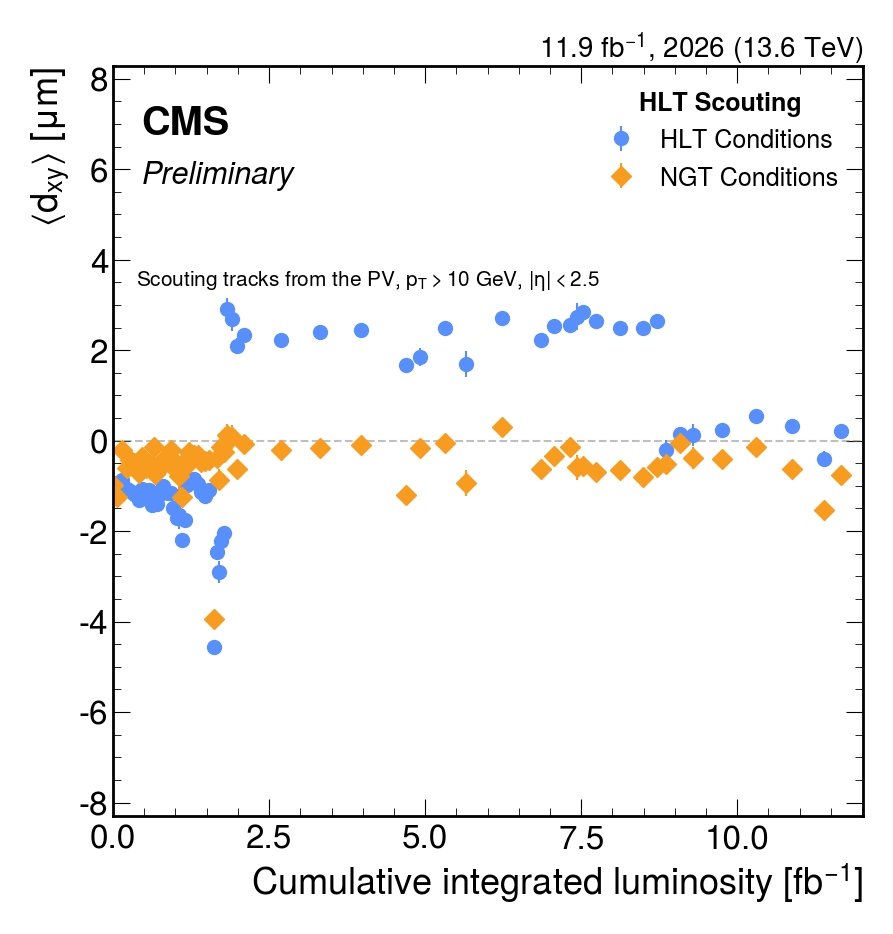 11.9 fb⁻¹, 2026 (13.6 TeV)
⟨d_xy⟩ [μm]
CMS
Preliminary
HLT Scouting
HLT Conditions
NGT Conditions
Scouting tracks from the PV, p_T > 10 GeV, |η| < 2.5
8
6
4
2
0
-2
-4
-6
-8
0.0 2.5 5.0 7.5 10.0
Cumulative integrated luminosity [fb⁻¹]